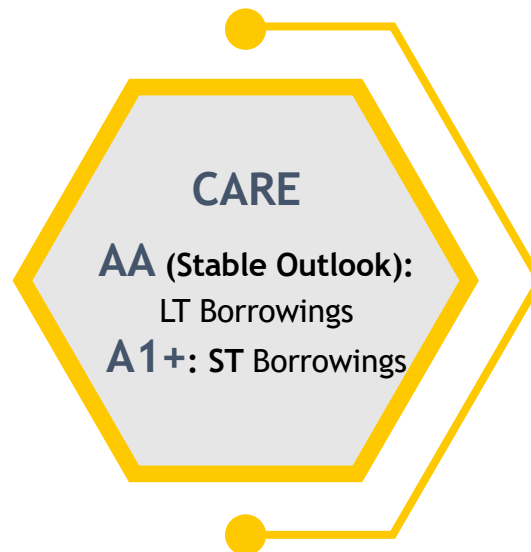 CARE
AA (Stable Outlook):
LT Borrowings
A1+: ST Borrowings